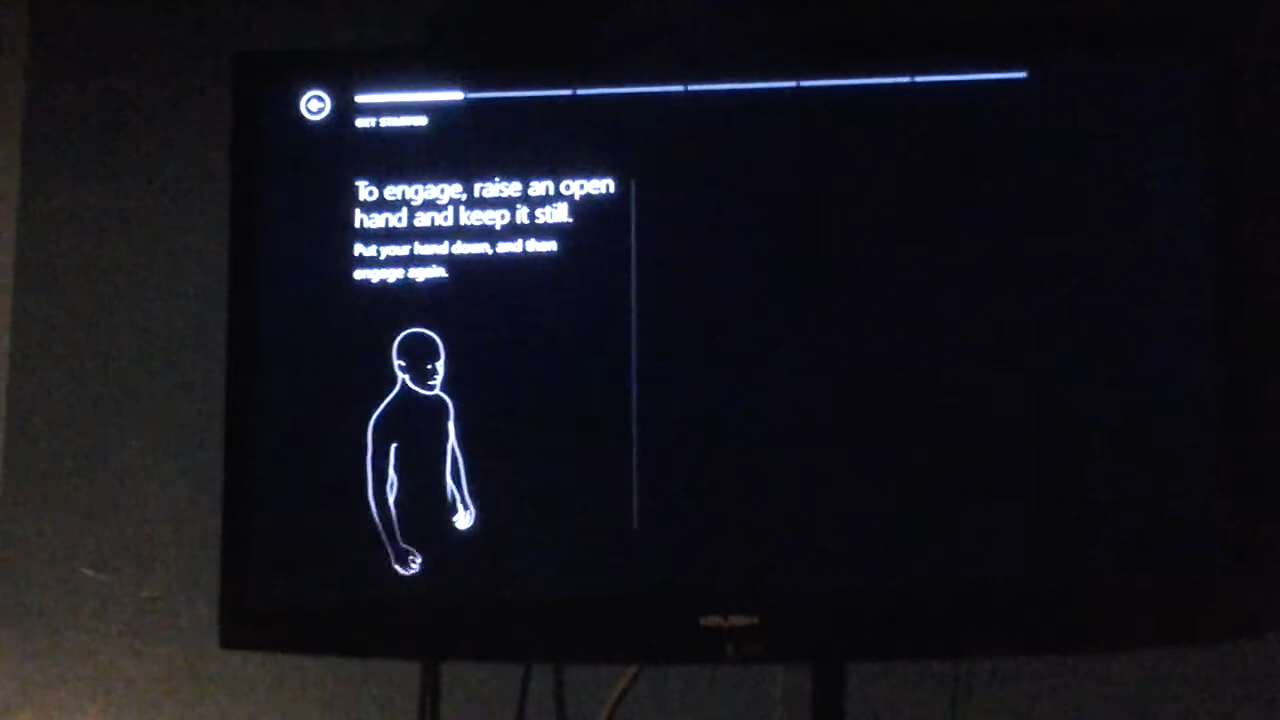 GET STARTED
To engage, raise an open
hand and keep it still.
Put your hand down, and then
engage again.